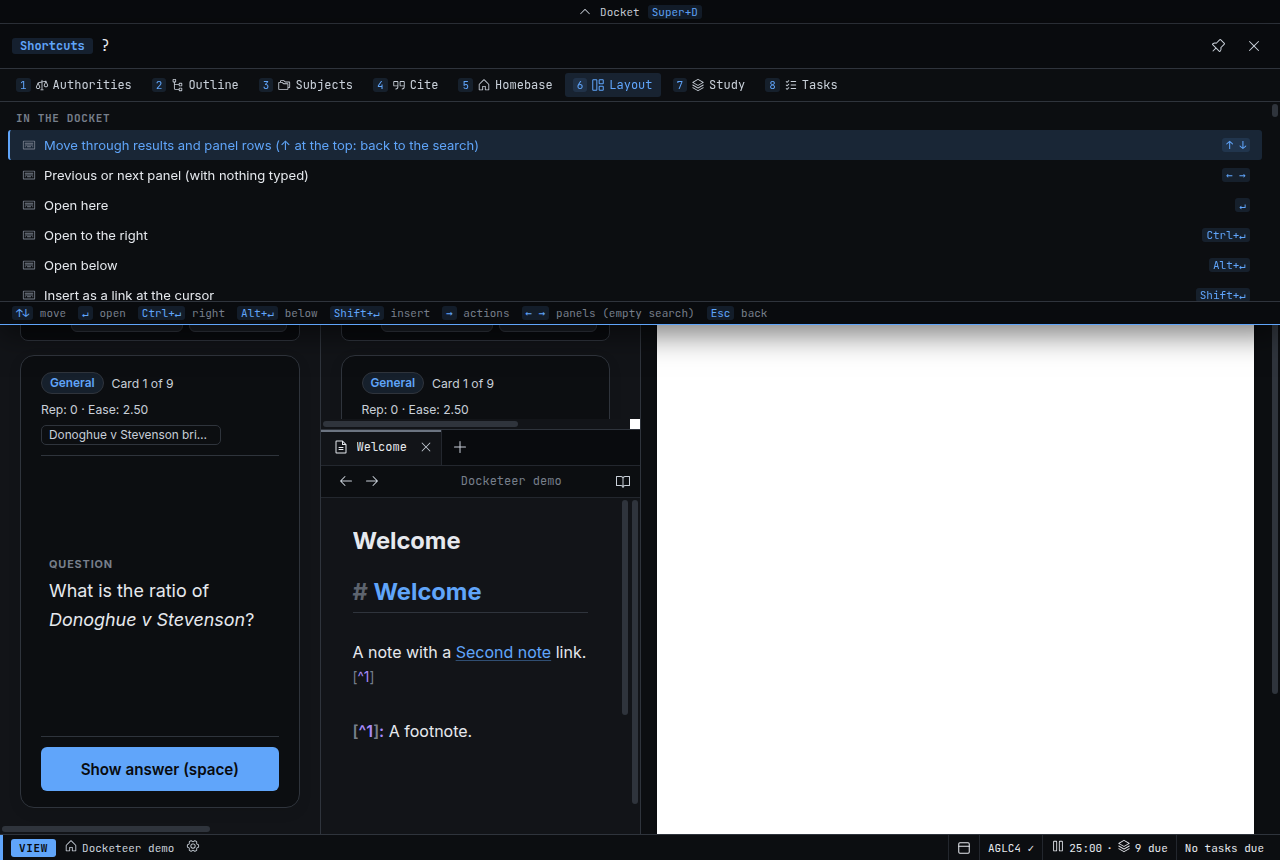 Docket Super+D
Shortcuts ?
1 Authorities 2 Outline 3 Subjects 4 Cite 5 Homebase 6 Layout 7 Study 8 Tasks
IN THE DOCKET
Move through results and panel rows (↑ at the top: back to the search) ↑ ↓
Previous or next panel (with nothing typed) ← →
Open here ↵
Open to the right Ctrl+↵
Open below Alt+↵
Insert as a link at the cursor Shift+↵
↑↓ move ↵ open Ctrl+↵ right Alt+↵ below Shift+↵ insert → actions ← → panels (empty search) Esc back
General Card 1 of 9
Rep: 0 · Ease: 2.50
Donoghue v Stevenson bri...
QUESTION
What is the ratio of
Donoghue v Stevenson?
Show answer (space)
General Card 1 of 9
Rep: 0 · Ease: 2.50
Welcome
Docketeer demo
Welcome
# Welcome
A note with a Second note link.
[^1]
[^1]: A footnote.
VIEW Docketeer demo AGLC4 ✓ 25:00 · 9 due No tasks due